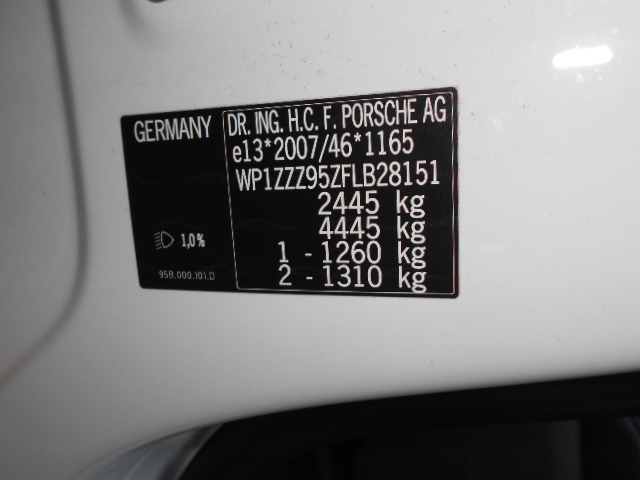 GERMANY
DR. ING. H.C. F. PORSCHE AG
e13*2007/46*1165
WP1ZZZ95ZFLB28151
2445 kg
4445 kg
1 - 1260 kg
2 - 1310 kg
1,0%
958.000.101.D